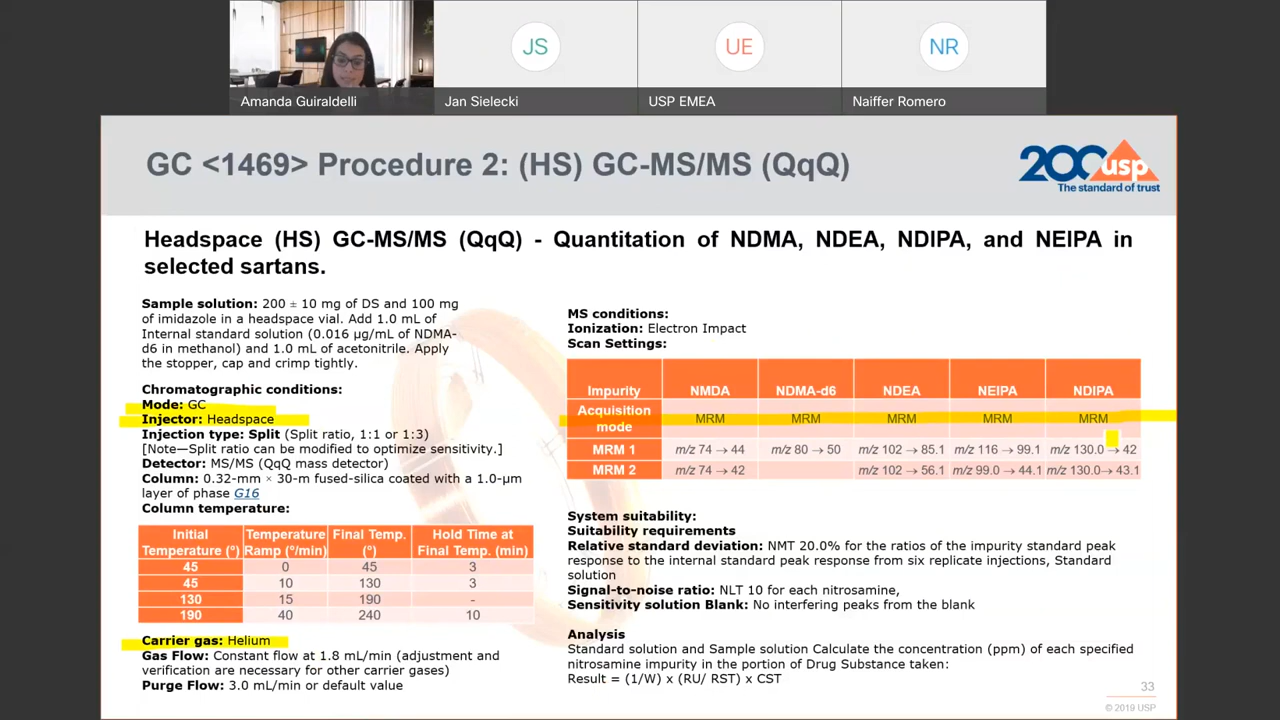 JS
UE
NR
Amanda Guiraldelli
Jan Sielecki
USP EMEA
Naiffer Romero
GC <1469> Procedure 2: (HS) GC-MS/MS (QqQ)
200 usp
The standard of trust
Headspace (HS) GC-MS/MS (QqQ) - Quantitation of NDMA, NDEA, NDIPA, and NEIPA in
selected sartans.
Sample solution: 200 ± 10 mg of DS and 100 mg
of imidazole in a headspace vial. Add 1.0 mL of
Internal standard solution (0.016 µg/mL of NDMA-
d6 in methanol) and 1.0 mL of acetonitrile. Apply
the stopper, cap and crimp tightly.
Chromatographic conditions:
Mode: GC
Injector: Headspace
Injection type: Split (Split ratio, 1:1 or 1:3)
[Note—Split ratio can be modified to optimize sensitivity.]
Detector: MS/MS (QqQ mass detector)
Column: 0.32-mm × 30-m fused-silica coated with a 1.0-µm
layer of phase G16
Column temperature:
Initial Temperature Final Temp. Hold Time at
Temperature (°) Ramp (°/min) (°) Final Temp. (min)
45 0 45 3
45 10 130 3
130 15 190 -
190 40 240 10
Carrier gas: Helium
Gas Flow: Constant flow at 1.8 mL/min (adjustment and
verification are necessary for other carrier gases)
Purge Flow: 3.0 mL/min or default value
MS conditions:
Ionization: Electron Impact
Scan Settings:
Impurity NMDA NDMA-d6 NDEA NEIPA NDIPA
Acquisition
mode MRM MRM MRM MRM MRM
MRM 1 m/z 74 → 44 m/z 80 → 50 m/z 102 → 85.1 m/z 116 → 99.1 m/z 130.0 → 42
MRM 2 m/z 74 → 42 m/z 102 → 56.1 m/z 99.0 → 44.1 m/z 130.0→ 43.1
System suitability:
Suitability requirements
Relative standard deviation: NMT 20.0% for the ratios of the impurity standard peak
response to the internal standard peak response from six replicate injections, Standard
solution
Signal-to-noise ratio: NLT 10 for each nitrosamine,
Sensitivity solution Blank: No interfering peaks from the blank
Analysis
Standard solution and Sample solution Calculate the concentration (ppm) of each specified
nitrosamine impurity in the portion of Drug Substance taken:
Result = (1/W) x (RU/ RST) x CST
33
© 2019 USP